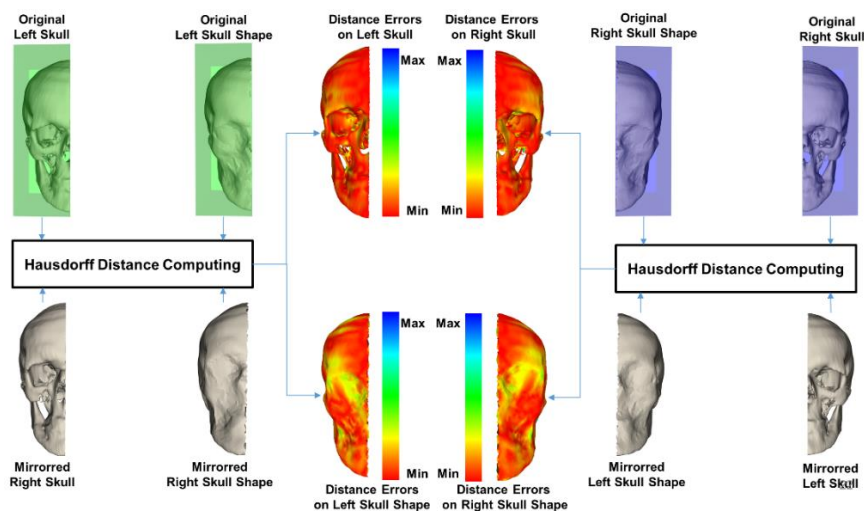 Original
Left Skull
Original
Left Skull Shape
Distance Errors
on Left Skull
Distance Errors
on Right Skull
Original
Right Skull Shape
Original
Right Skull
Max
Max
Min
Min
Hausdorff Distance Computing
Hausdorff Distance Computing
Max
Max
Min
Min
Mirrorred
Right Skull
Mirrorred
Right Skull Shape
Distance Errors
on Left Skull Shape
Distance Errors
on Right Skull Shape
Mirrorred
Left Skull Shape
Mirrorred
Left Skull